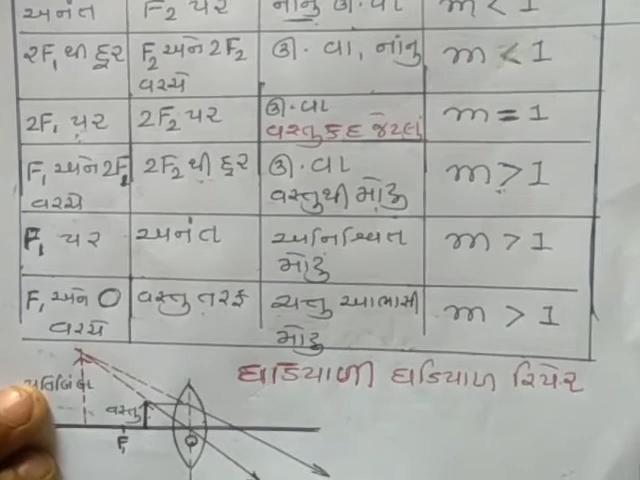 અનંત F₂ પર નાનું ઊ.વા m < 1
2F₁ થી દૂર F₂ અને 2F₂ વચ્ચે ઊ. વા, નાંનુ m < 1
2F₁ પર 2F₂ પર ઊ.વા વસ્તુકદ જેટલું m = 1
F₁ અને 2F₁ વચ્ચે 2F₂ થી દૂર ઊ.વા વસ્તુથી મોટુ m > 1
F₁ પર અનંત અનિશ્ચિત મોટું m > 1
F₁ અને O વચ્ચે વસ્તુ તરફ ચત્તુ આભાસી મોટુ m > 1
ઘડિયાળી ઘડિયાળ રિપેર
પ્રતિબિંબ
વસ્તુ
F₁ O